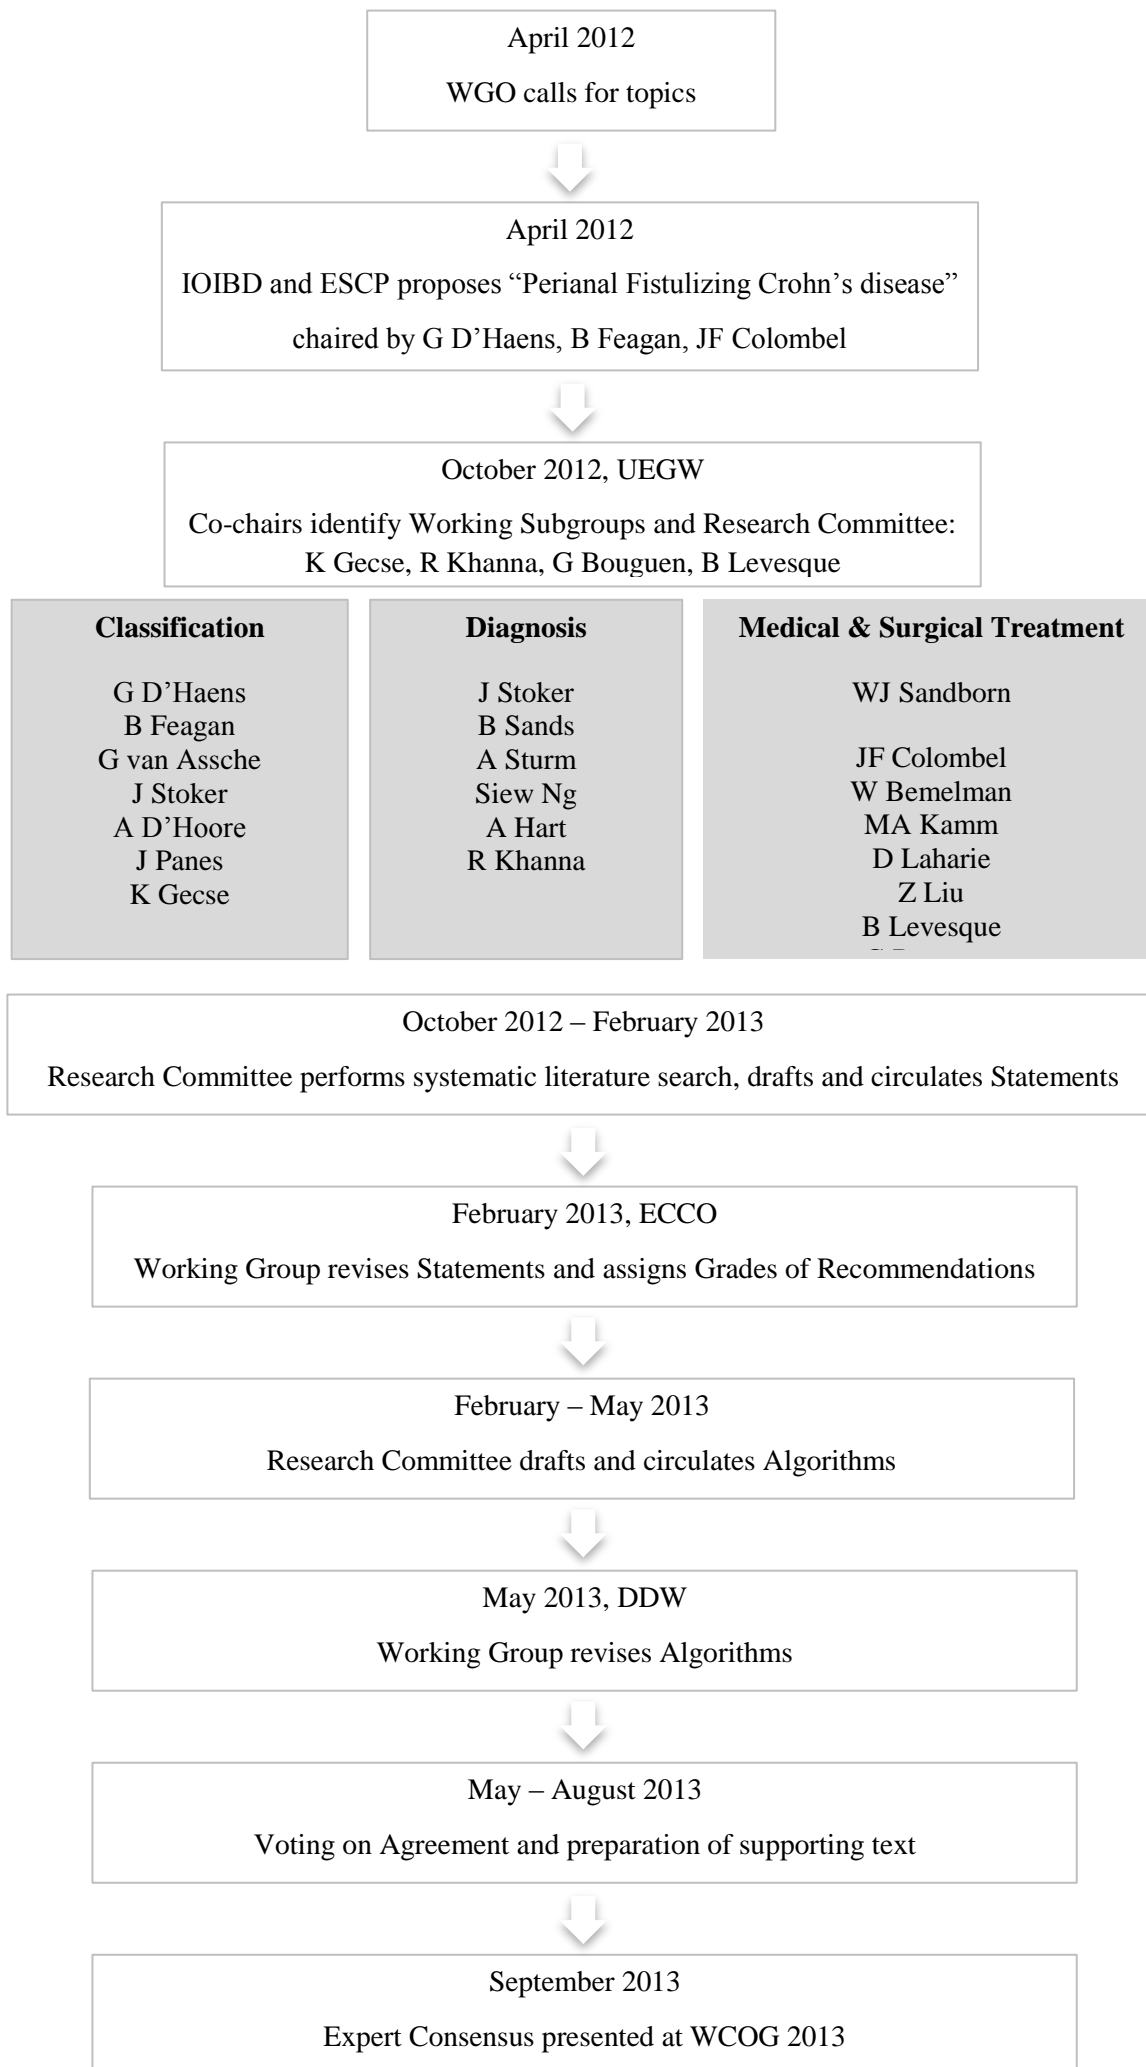 April 2012
WGO calls for topics
April 2012
IOIBD and ESCP proposes “Perianal Fistulizing Crohn’s disease”
chaired by G D’Haens, B Feagan, JF Colombel
October 2012, UEGW
Co-chairs identify Working Subgroups and Research Committee:
K Gecse, R Khanna, G Bouguen, B Levesque
Classification
G D’Haens
B Feagan
G van Assche
J Stoker
A D’Hoore
J Panes
K Gecse
Diagnosis
J Stoker
B Sands
A Sturm
Siew Ng
A Hart
R Khanna
Medical & Surgical Treatment
WJ Sandborn
JF Colombel
W Bemelman
MA Kamm
D Laharie
Z Liu
B Levesque
October 2012 – February 2013
Research Committee performs systematic literature search, drafts and circulates Statements
February 2013, ECCO
Working Group revises Statements and assigns Grades of Recommendations
February – May 2013
Research Committee drafts and circulates Algorithms
May 2013, DDW
Working Group revises Algorithms
May – August 2013
Voting on Agreement and preparation of supporting text
September 2013
Expert Consensus presented at WCOG 2013